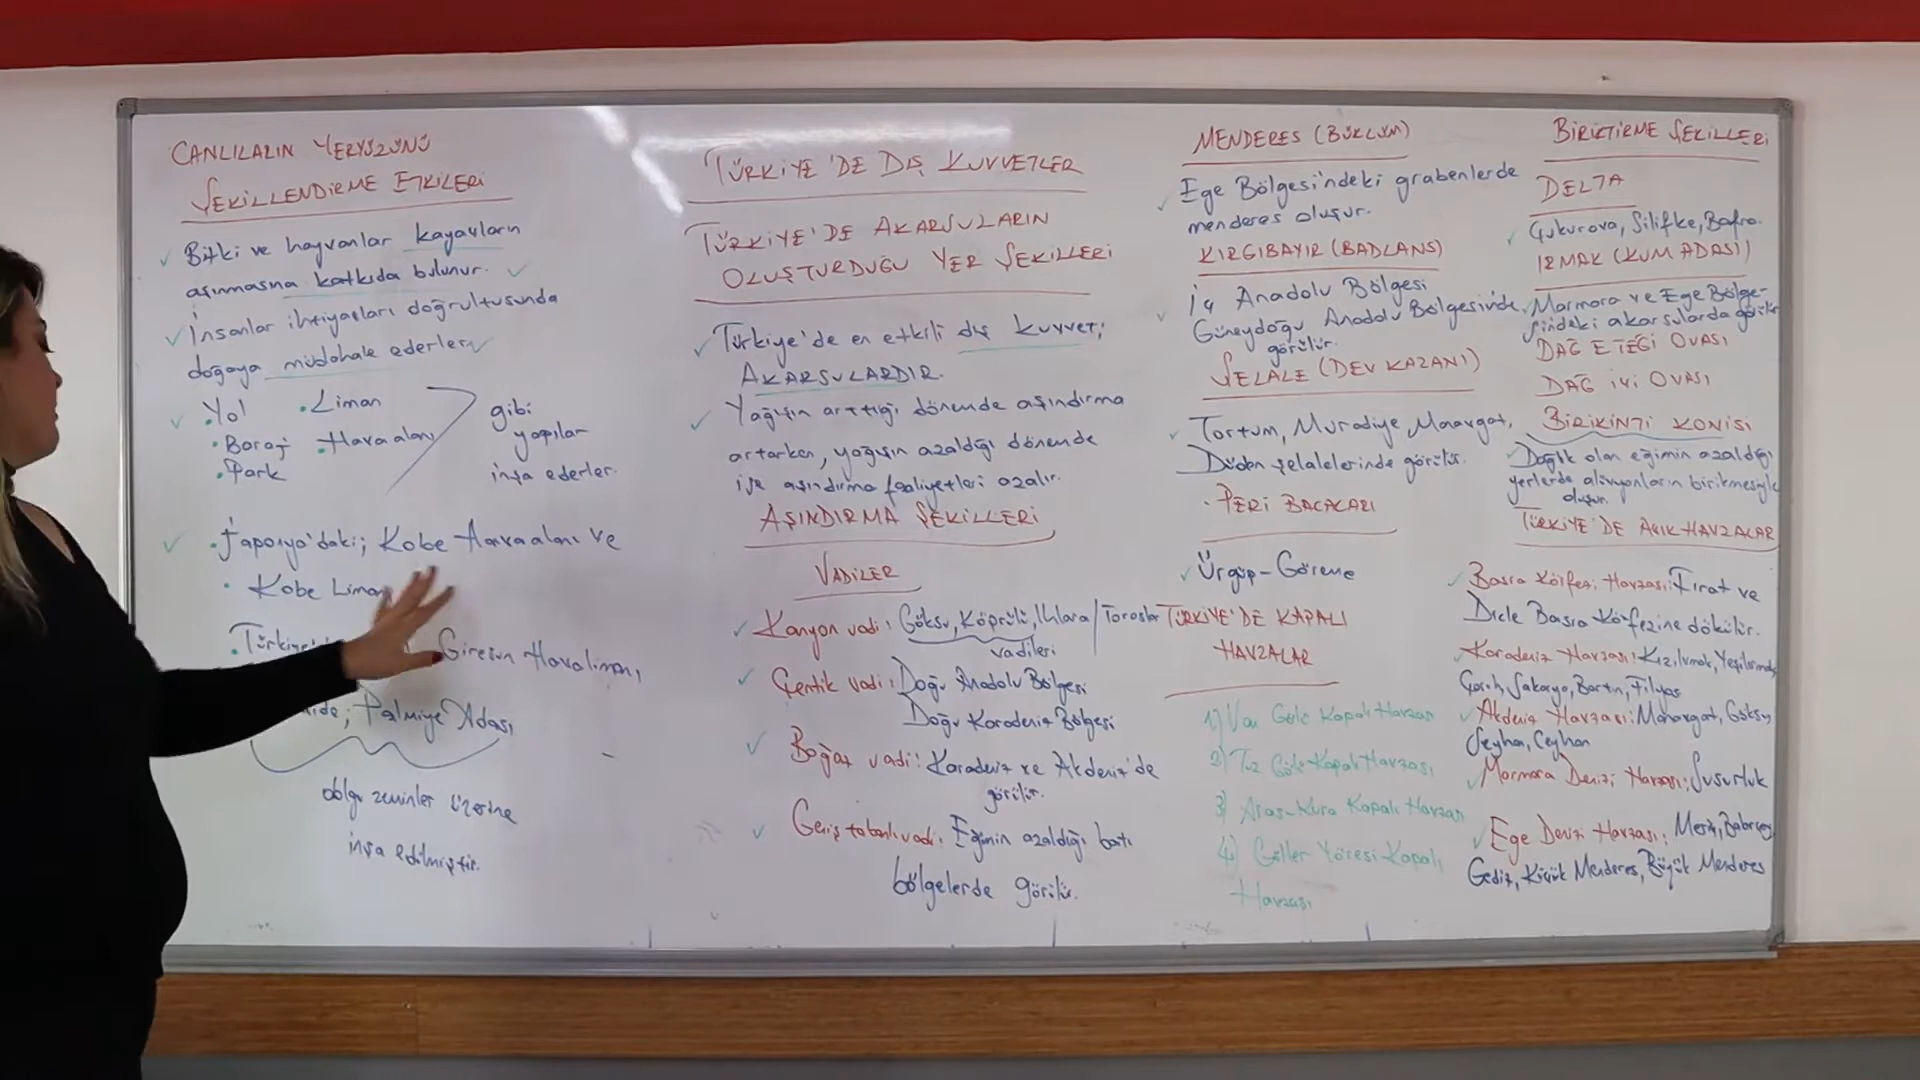 CANLILARIN YERYÜZÜNÜ
ŞEKİLLENDİRME ETKİLERİ
Bitki ve hayvanlar kayaların
aşınmasına katkıda bulunur.
İnsanlar ihtiyaçları doğrultusunda
doğaya müdahale ederler.
• Yol • Liman
• Baraj • Havaalanı
• Park
gibi
yapılar
inşa ederler.
• Japonya'daki; Kobe Havaalanı ve
• Kobe Limanı
• Türkiye' Giresun Havalimanı,
Palmiye Adası,
dolgu zeminler üzerine
inşa edilmiştir.
TÜRKİYE'DE DIŞ KUVVETLER
TÜRKİYE'DE AKARSULARIN
OLUŞTURDUĞU YER ŞEKİLLERİ
Türkiye'de en etkili dış kuvvet;
AKARSULARDIR.
Yağışın arttığı dönemde aşındırma
artarken, yağışın azaldığı dönemde
ise aşındırma faaliyetleri azalır.
AŞINDIRMA ŞEKİLLERİ
VADİLER
Kanyon vadi: Göksu, Köprülü, Ihlara/Toroslar
vadileri
Çentik vadi: Doğu Anadolu Bölgesi
Doğu Karadeniz Bölgesi
Boğaz vadi: Karadeniz ve Akdeniz'de
görülür.
Geniş tabanlı vadi: Eğimin azaldığı batı
bölgelerde görülür.
MENDERES (BÜKLÜM)
Ege Bölgesi'ndeki grabenlerde
menderes oluşur.
KIRGIBAYIR (BADLANS)
İç Anadolu Bölgesi
Güneydoğu Anadolu Bölgesinde
görülür.
ŞELALE (DEV KAZANI)
Tortum, Muradiye, Manavgat,
Düden şelalelerinde görülür.
• PERİ BACALARI
Ürgüp-Göreme
TÜRKİYE'DE KAPALI
HAVZALAR
1) Van Gölü Kapalı Havzası
2) Tuz Gölü Kapalı Havzası
3) Aras-Kura Kapalı Havzası
4) Göller Yöresi Kapalı
Havzası
BİRİKTİRME ŞEKİLLERİ
DELTA
Çukurova, Silifke, Bafra.
IRMAK (KUM ADASI)
Marmara ve Ege Bölge-
sindeki akarsularda görülür
DAĞ ETEĞİ OVASI
DAĞ İÇİ OVASI
BİRİKİNTİ KONİSİ
Dağlık olan eğimin azaldığı
yerlerde alüvyonların birikmesiyle
oluşur.
TÜRKİYE'DE AÇIK HAVZALAR
Basra Körfezi Havzası: Fırat ve
Dicle Basra Körfezine dökülür.
Karadeniz Havzası: Kızılırmak, Yeşilırmak,
Çoruh, Sakarya, Bartın, Filyos
Akdeniz Havzası: Manavgat, Göksu
Seyhan, Ceyhan
Marmara Denizi Havzası: Susurluk
Ege Denizi Havzası: Meriç, Bakırçay
Gediz, Küçük Menderes, Büyük Menderes